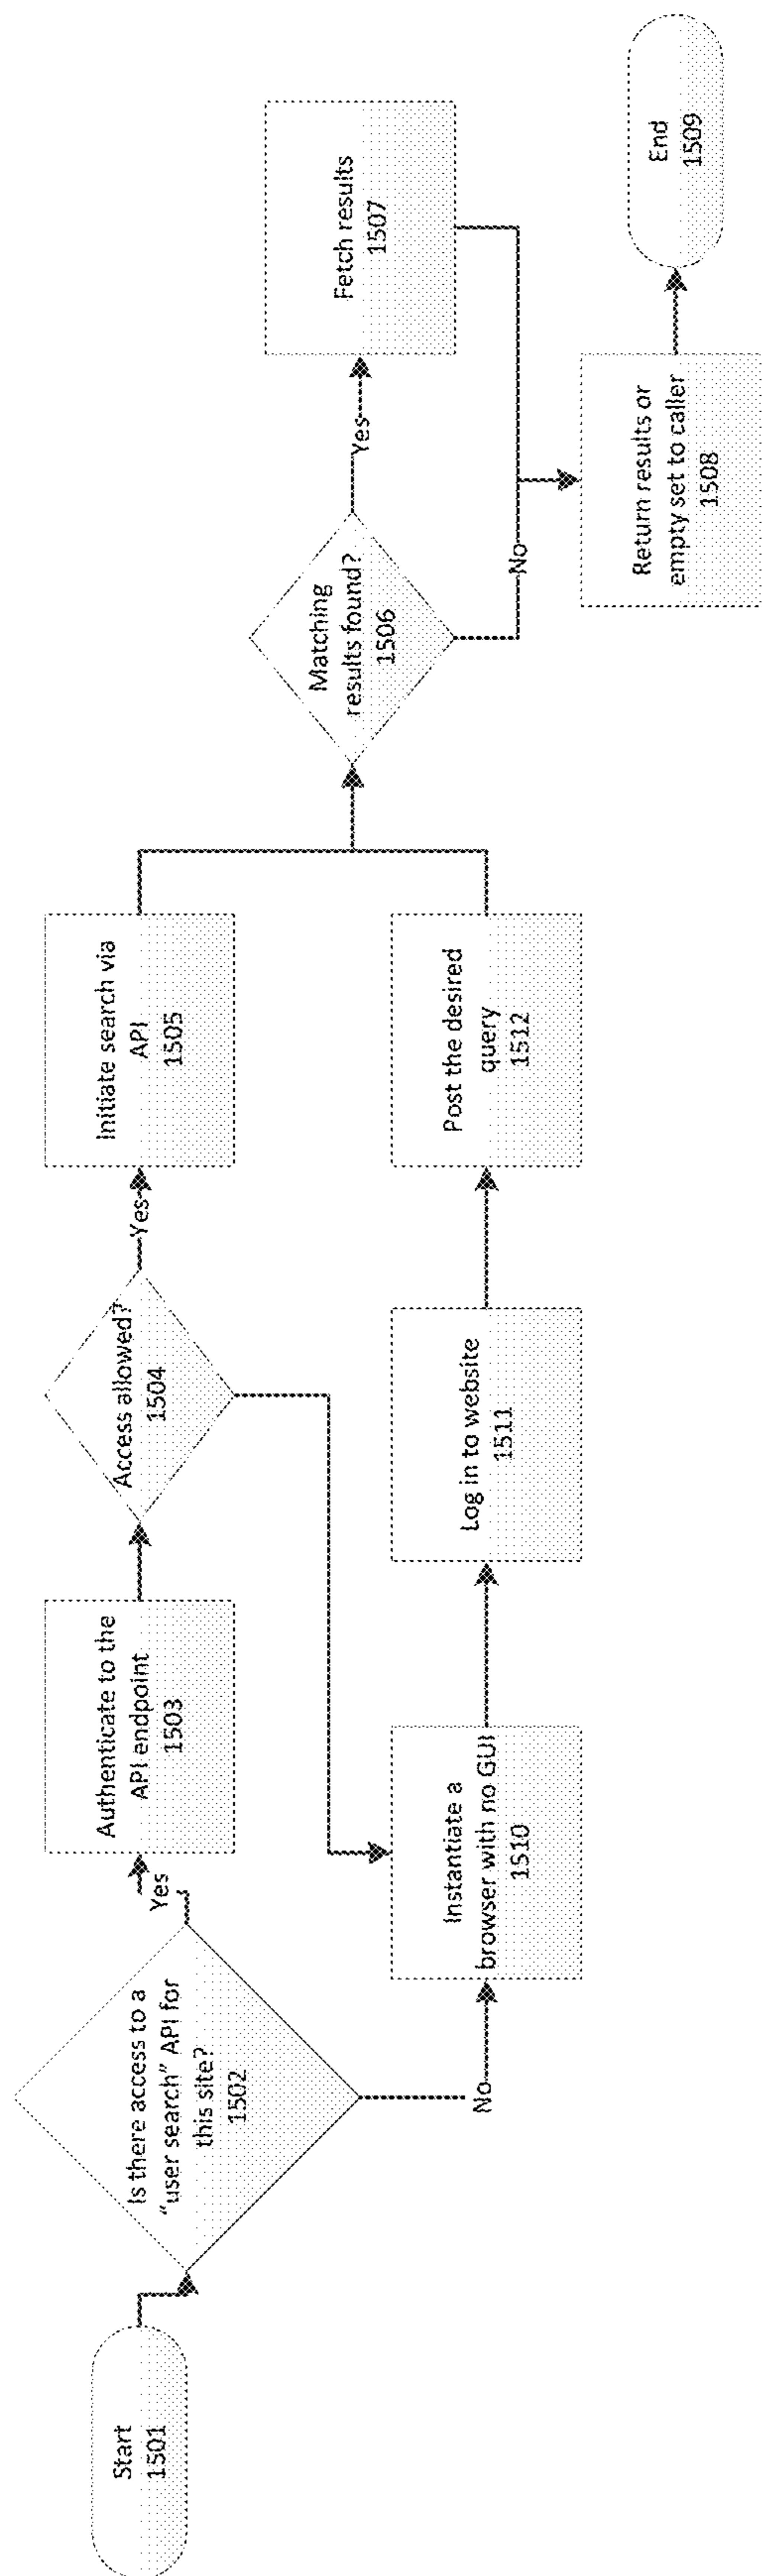 Start
1501
Is there access to a
“user search” API for
this site?
1502
Yes
No
Authenticate to the
API endpoint
1503
Access allowed?
1504
Yes
Initiate search via
API
1505
Instantiate a
browser with no GUI
1510
Log in to website
1511
Post the desired
query
1512
Matching
results found?
1506
Yes
No
Fetch results
1507
Return results or
empty set to caller
1508
End
1509